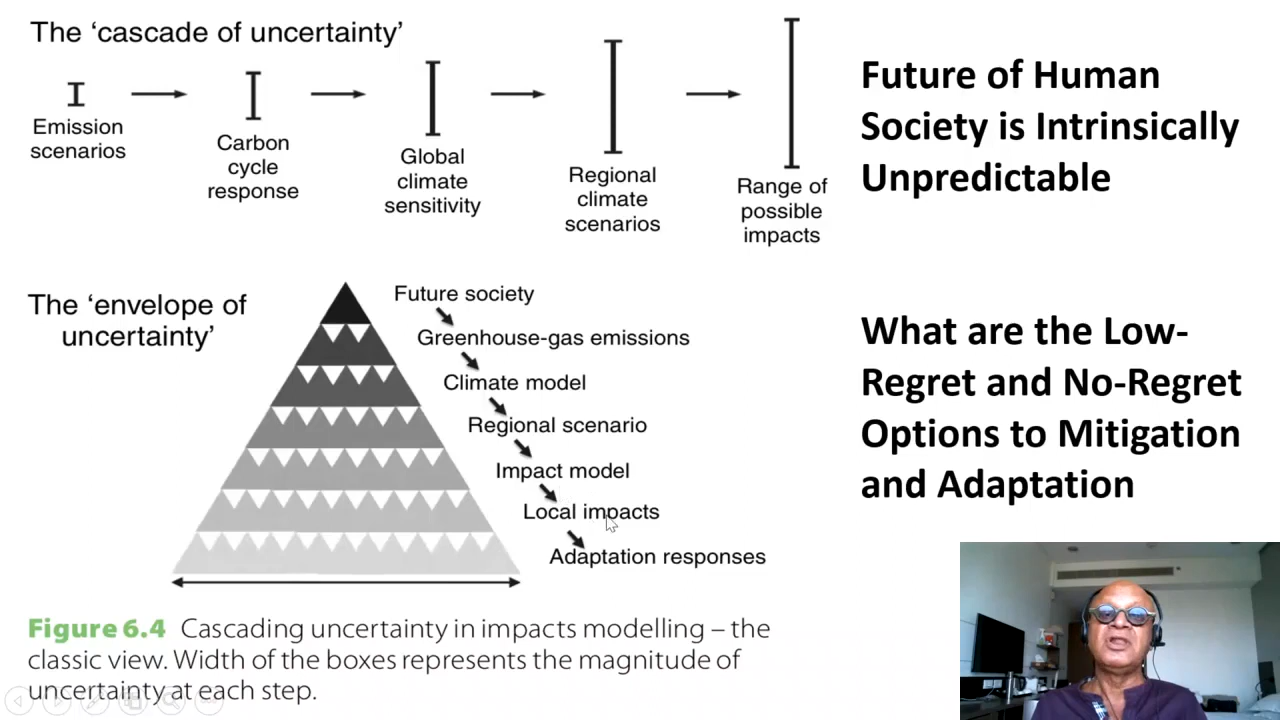 The ‘cascade of uncertainty’
Emission
scenarios
Carbon
cycle
response
Global
climate
sensitivity
Regional
climate
scenarios
Range of
possible
impacts
Future of Human
Society is Intrinsically
Unpredictable
The ‘envelope of
uncertainty’
Future society
Greenhouse-gas emissions
Climate model
Regional scenario
Impact model
Local impacts
Adaptation responses
What are the Low-
Regret and No-Regret
Options to Mitigation
and Adaptation
Figure 6.4 Cascading uncertainty in impacts modelling – the
classic view. Width of the boxes represents the magnitude of
uncertainty at each step.